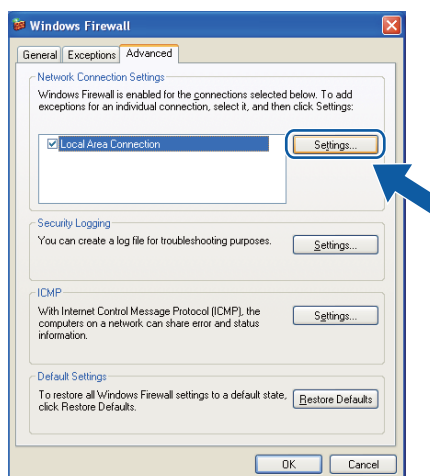 Windows Firewall
General Exceptions Advanced
Network Connection Settings
Windows Firewall is enabled for the connections selected below. To add
exceptions for an individual connection, select it, and then click Settings:
Local Area Connection
Settings...
Security Logging
You can create a log file for troubleshooting purposes.
Settings...
ICMP
With Internet Control Message Protocol (ICMP), the
computers on a network can share error and status
information.
Settings...
Default Settings
To restore all Windows Firewall settings to a default state,
click Restore Defaults.
Restore Defaults
OK Cancel